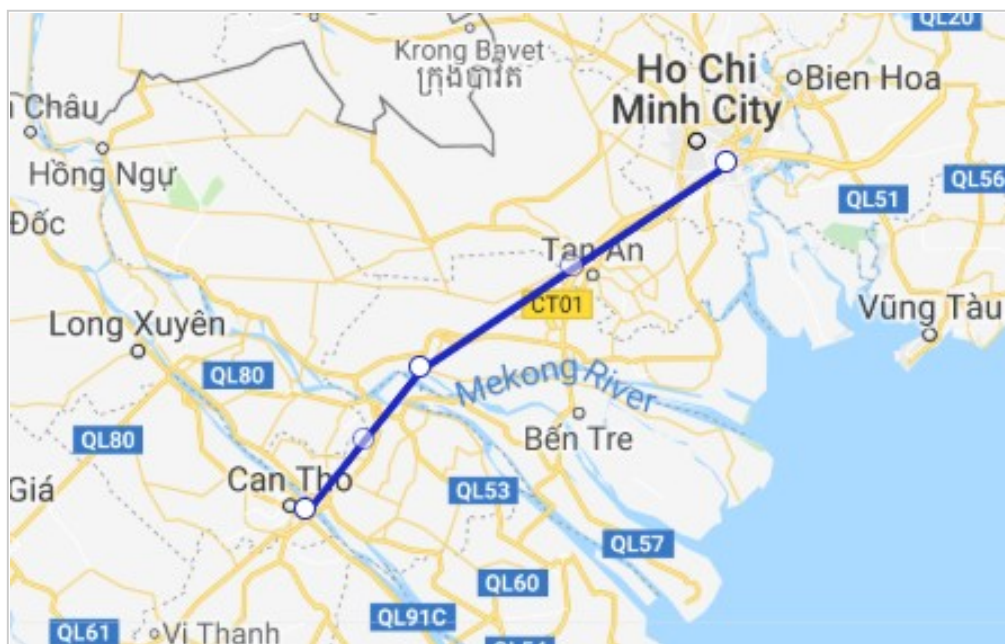 QL20
Krong Bavet
ក្រុងបាវិត
Ho Chi
Minh City
Bien Hoa
Châu
Hồng Ngự
QL56
QL51
Đốc
Tan An
CT01
Vũng Tàu
Long Xuyên
QL80
Mekong River
Bến Tre
QL80
Can Tho
Giá
QL53
QL57
QL60
QL91C
QL61
Vị Thanh